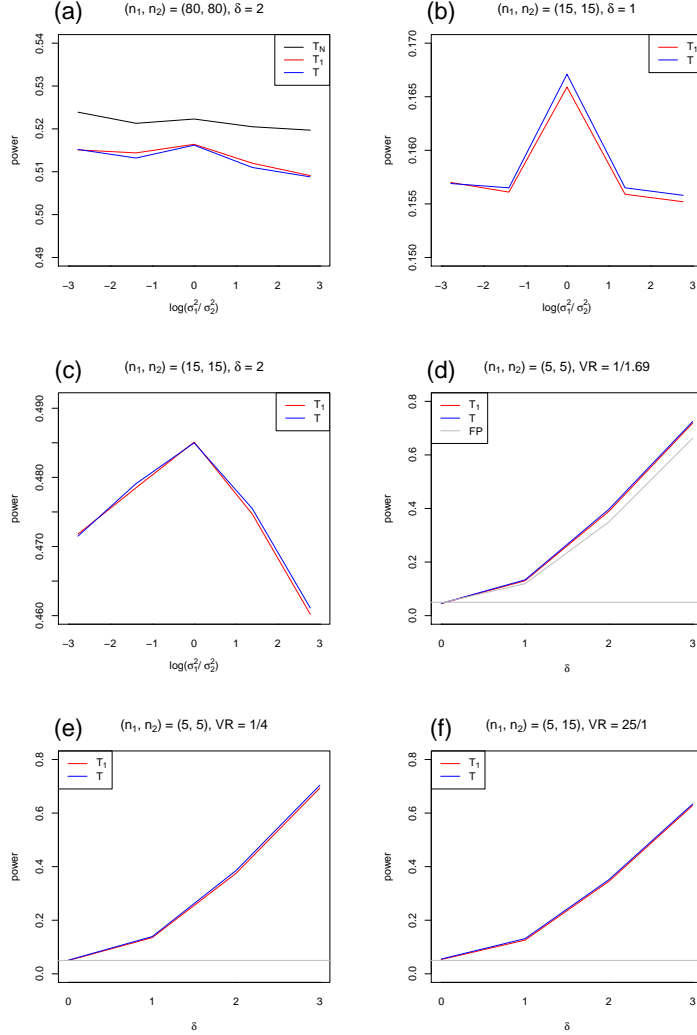 (a)
(n₁, n₂) = (80, 80), δ = 2
power
0.49 0.50 0.51 0.52 0.53 0.54
T_N
T₁
T
−3 −2 −1 0 1 2 3
log(σ₁²/ σ₂²)
(b)
(n₁, n₂) = (15, 15), δ = 1
power
0.150 0.155 0.160 0.165 0.170
T₁
T
−3 −2 −1 0 1 2 3
log(σ₁²/ σ₂²)
(c)
(n₁, n₂) = (15, 15), δ = 2
power
0.460 0.470 0.480 0.490
T₁
T
−3 −2 −1 0 1 2 3
log(σ₁²/ σ₂²)
(d)
(n₁, n₂) = (5, 5), VR = 1/1.69
power
0.0 0.2 0.4 0.6 0.8
T₁
T
FP
0 1 2 3
δ
(e)
(n₁, n₂) = (5, 5), VR = 1/4
power
0.0 0.2 0.4 0.6 0.8
T₁
T
0 1 2 3
δ
(f)
(n₁, n₂) = (5, 15), VR = 25/1
power
0.0 0.2 0.4 0.6 0.8
T₁
T
0 1 2 3
δ